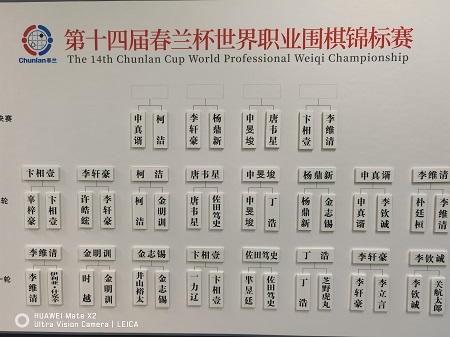 Chunlan春兰
第十四届春兰杯世界职业围棋锦标赛
The 14th Chunlan Cup World Professional Weiqi Championship
决赛
申真谞
柯洁
李轩豪
杨鼎新
申旻埈
唐韦星
卞相壹
李维清
卞相壹 李轩豪 柯洁 唐韦星 申旻埈 杨鼎新 申真谞 李维清
轮
辜梓豪
卞相壹
许皓鋐
李轩豪
柯洁
金明训
唐韦星
佐田笃史
申旻埈
丁浩
杨鼎新
金志锡
申真谞
李钦诚
朴廷桓
李维清
李维清 金明训 金志锡 卞相壹 佐田笃史 丁浩 李轩豪 李钦诚
一轮
李维清
时越
金明训
井山裕太
金志锡
一力辽
卞相壹
芈昱廷
佐田笃史
丁浩
芝野虎丸
李轩豪
李立言
李钦诚
关航太郎
HUAWEI Mate X2
Ultra Vision Camera | LEICA